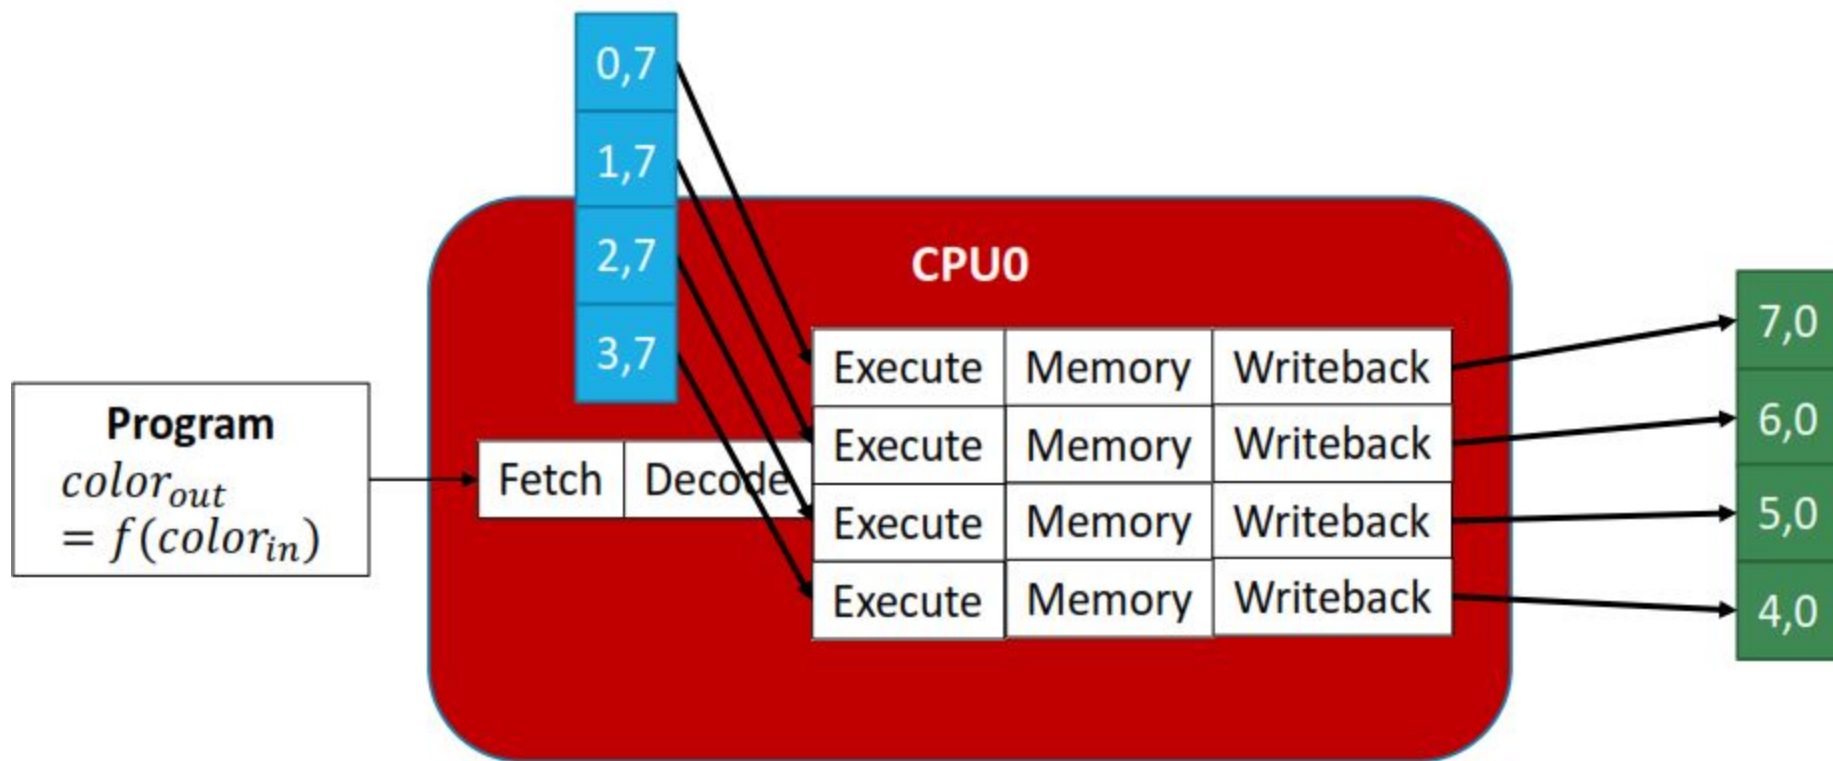 0,7
1,7
2,7
3,7
CPU0
Program
color_out
= f(color_in)
Fetch Decode
Execute Memory Writeback
Execute Memory Writeback
Execute Memory Writeback
Execute Memory Writeback
7,0
6,0
5,0
4,0